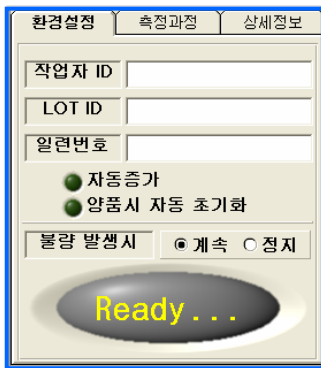 환경설정 측정과정 상세정보
작업자 ID
LOT ID
일련번호
자동증가
양품시 자동 초기화
불량 발생시 계속 정지
Ready...